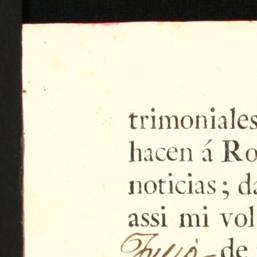 trimoniales
hacen á Ro
noticias; da
assi mi vol
de